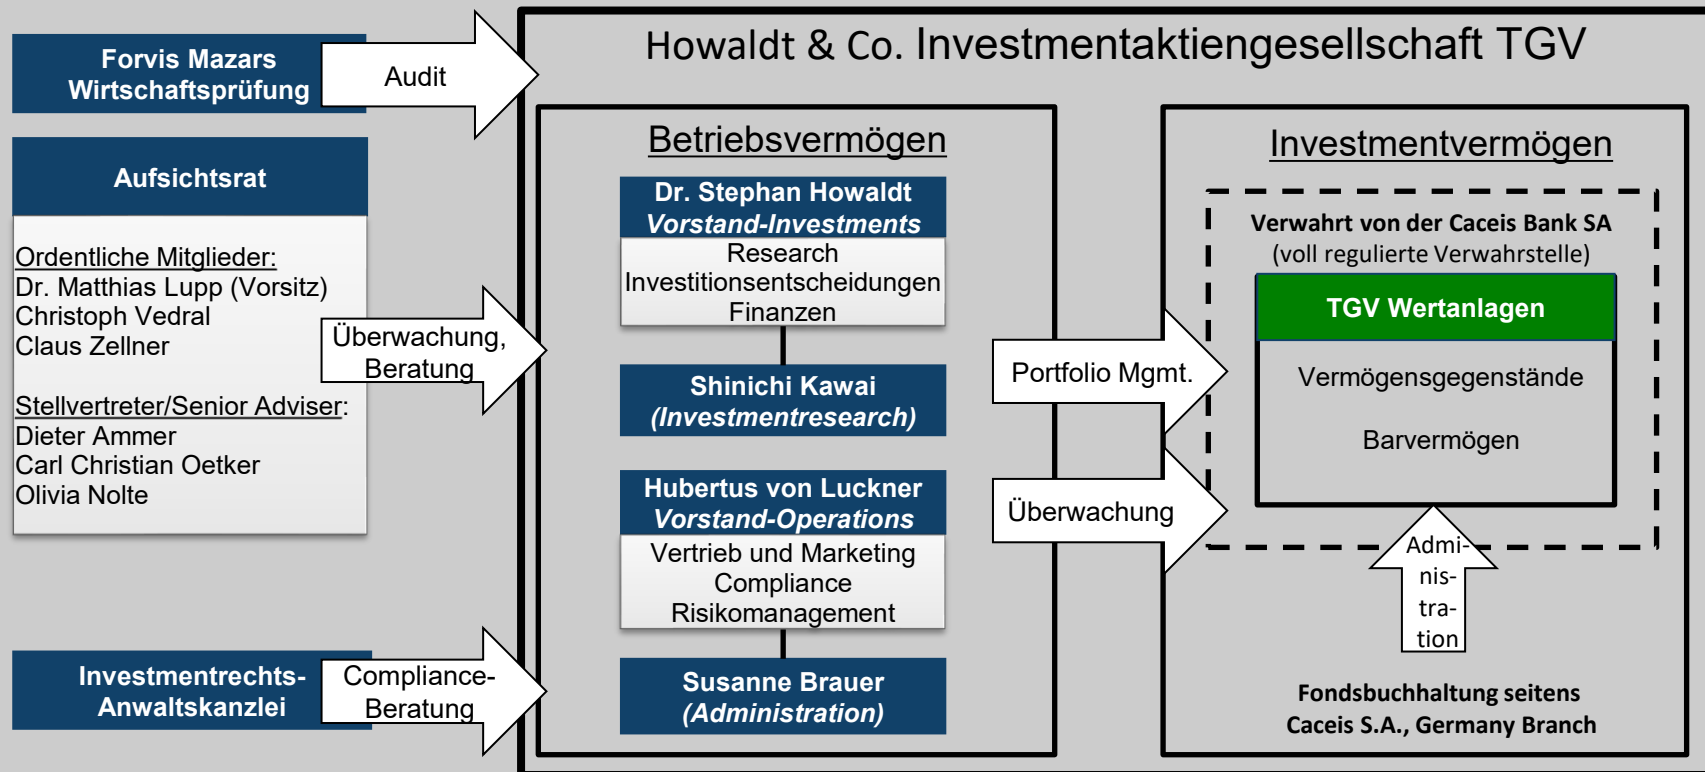 Howaldt & Co. Investmentaktiengesellschaft TGV
Forvis Mazars
Wirtschaftsprüfung
Audit
Aufsichtsrat
Ordentliche Mitglieder:
Dr. Matthias Lupp (Vorsitz)
Christoph Vedral
Claus Zellner
Stellvertreter/Senior Adviser:
Dieter Ammer
Carl Christian Oetker
Olivia Nolte
Überwachung,
Beratung
Investmentrechts-
Anwaltskanzlei
Compliance-
Beratung
Betriebsvermögen
Dr. Stephan Howaldt
Vorstand-Investments
Research
Investitionsentscheidungen
Finanzen
Shinichi Kawai
(Investmentresearch)
Hubertus von Luckner
Vorstand-Operations
Vertrieb und Marketing
Compliance
Risikomanagement
Susanne Brauer
(Administration)
Portfolio Mgmt.
Überwachung
Investmentvermögen
Verwahrt von der Caceis Bank SA
(voll regulierte Verwahrstelle)
TGV Wertanlagen
Vermögensgegenstände
Barvermögen
Admi-
nis-
tra-
tion
Fondsbuchhaltung seitens
Caceis S.A., Germany Branch